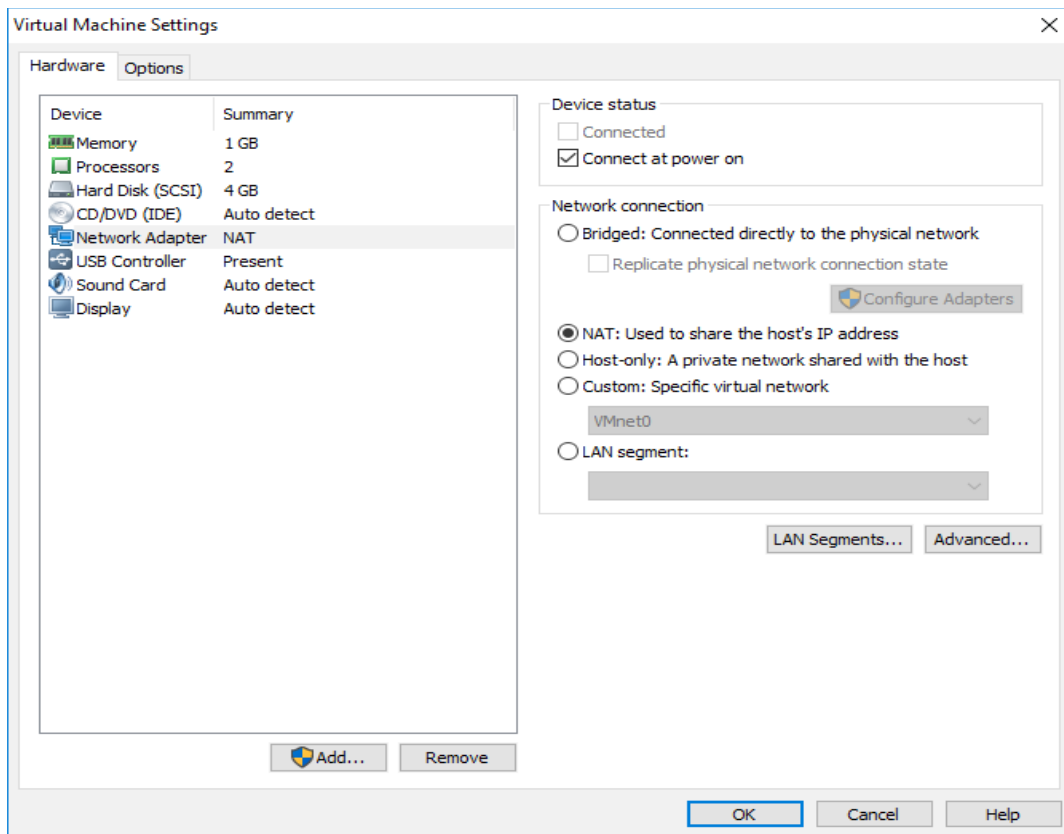 Virtual Machine Settings
Hardware Options
Device Summary
Memory 1 GB
Processors 2
Hard Disk (SCSI) 4 GB
CD/DVD (IDE) Auto detect
Network Adapter NAT
USB Controller Present
Sound Card Auto detect
Display Auto detect
Add... Remove
Device status
Connected
Connect at power on
Network connection
Bridged: Connected directly to the physical network
Replicate physical network connection state
Configure Adapters
NAT: Used to share the host's IP address
Host-only: A private network shared with the host
Custom: Specific virtual network
VMnet0
LAN segment:
LAN Segments... Advanced...
OK Cancel Help